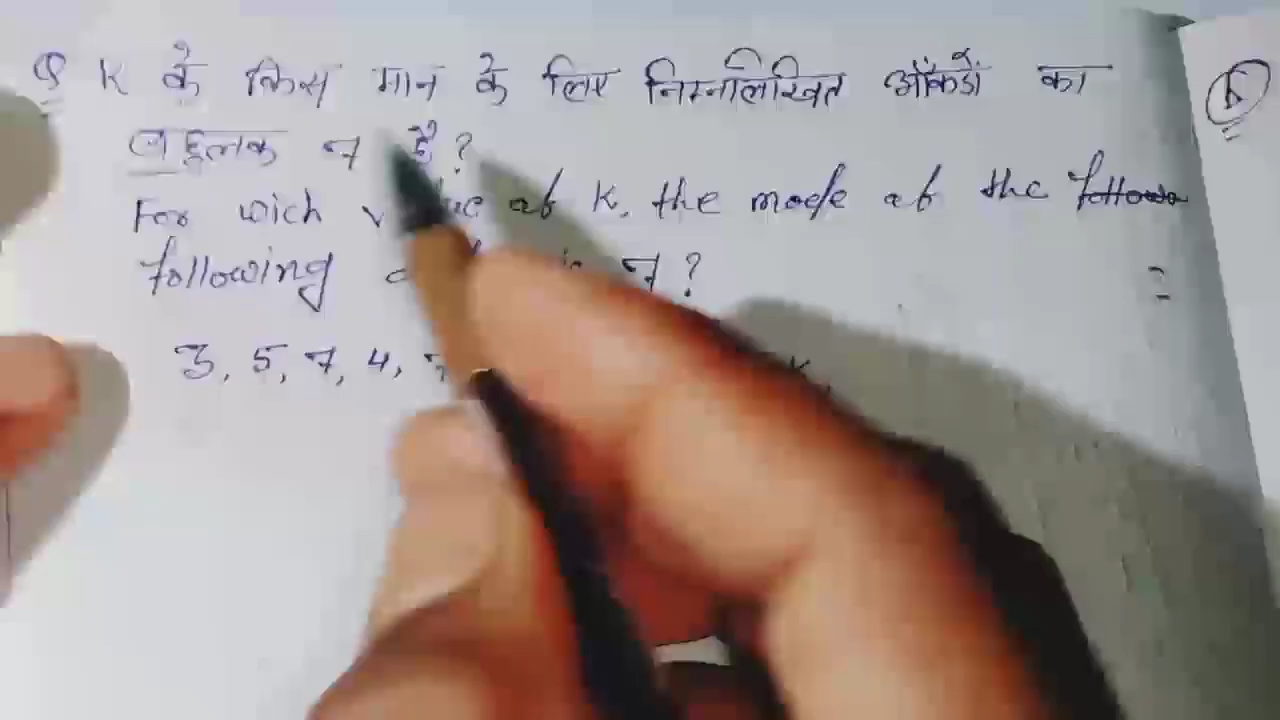 Q K के किस मान के लिए निम्नलिखित आँकडों का
बहुलक 7 है?
For wich of K, the mode of the
following 7?
3, 5, 7, 4,